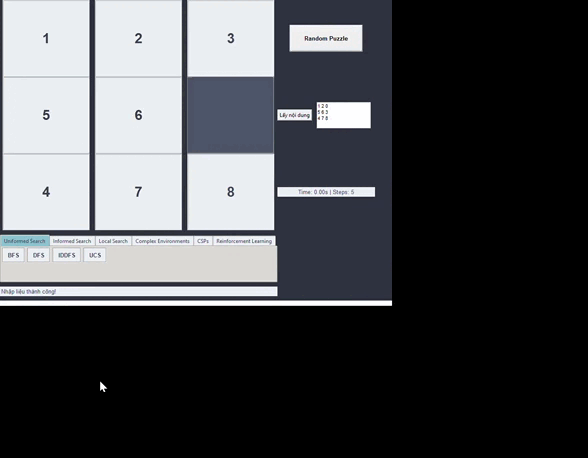 1 2 3
Random Puzzle
5 6
Lấy nội dung
1 2 0
5 6 3
4 7 8
4 7 8
Time: 0.00s | Steps: 5
Uniformed Search Informed Search Local Search Complex Environments CSPs Reinforcement Learning
BFS DFS IDDFS UCS
Nhập liệu thành công!